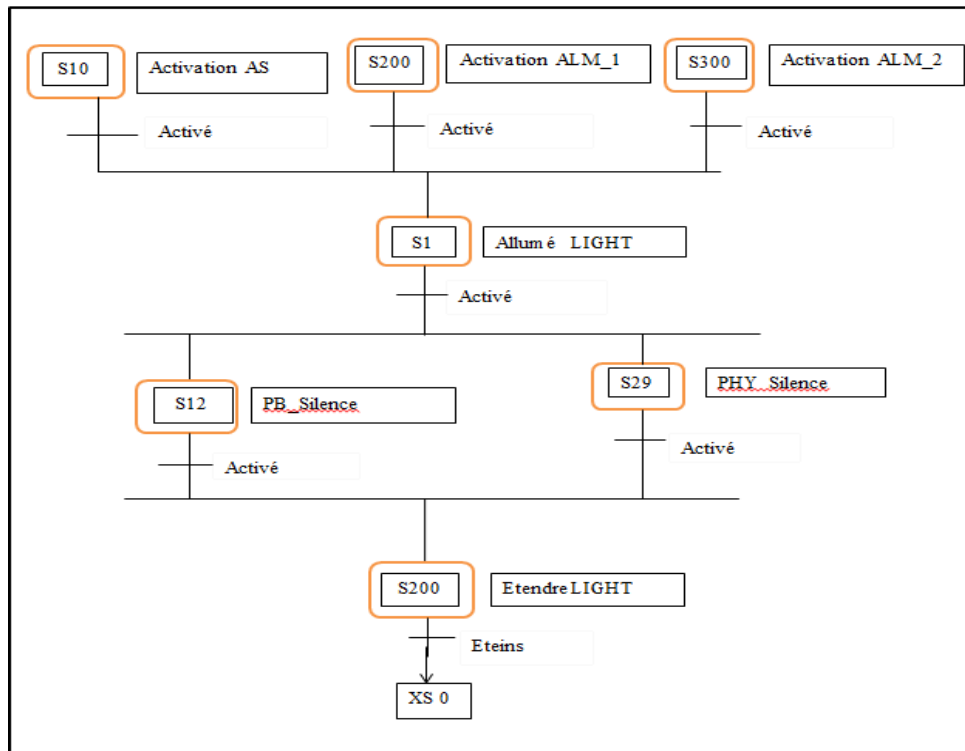 S10 Activation AS S200 Activation ALM_1 S300 Activation ALM_2
Activé Activé Activé
S1 Allumé LIGHT
Activé
S12 PB_Silence S29 PHY_Silence
Activé Activé
S200 Etendre LIGHT
Eteins
XS 0